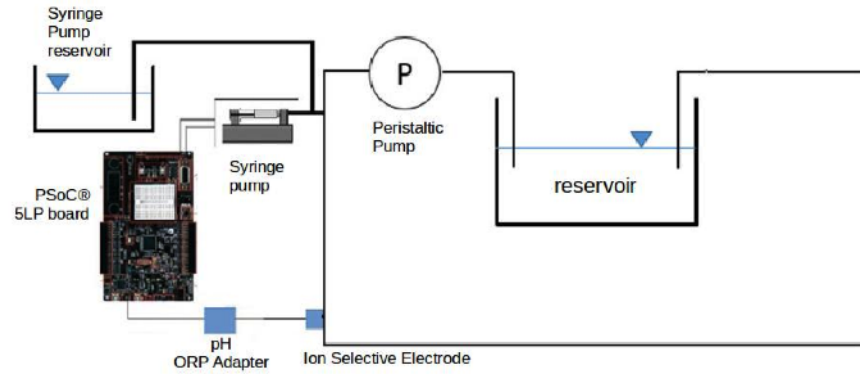 Syringe
Pump
reservoir
P
Peristaltic
Pump
Syringe
pump
reservoir
PSoC®
5LP board
pH
ORP Adapter
Ion Selective Electrode